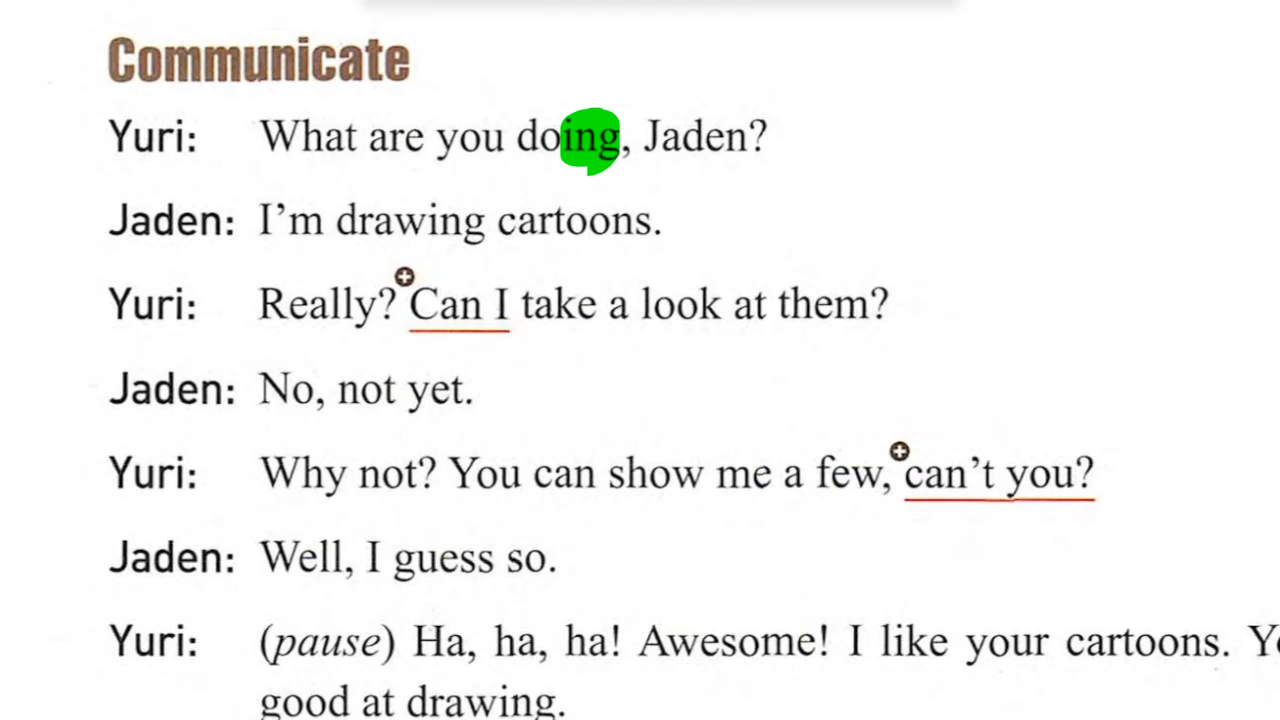 Communicate
Yuri: What are you doing, Jaden?
Jaden: I’m drawing cartoons.
Yuri: Really? Can I take a look at them?
Jaden: No, not yet.
Yuri: Why not? You can show me a few, can’t you?
Jaden: Well, I guess so.
Yuri: (pause) Ha, ha, ha! Awesome! I like your cartoons.
good at drawing.